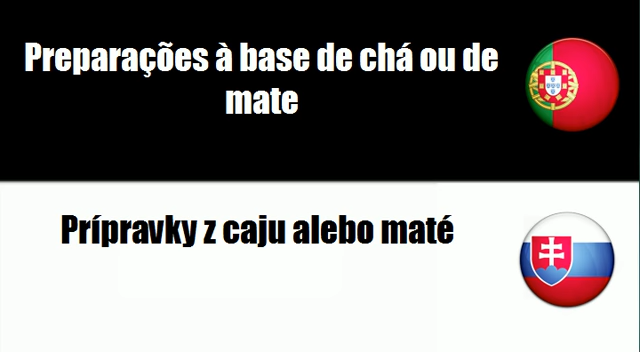 Preparações à base de chá ou de
mate
Prípravky z caju alebo maté